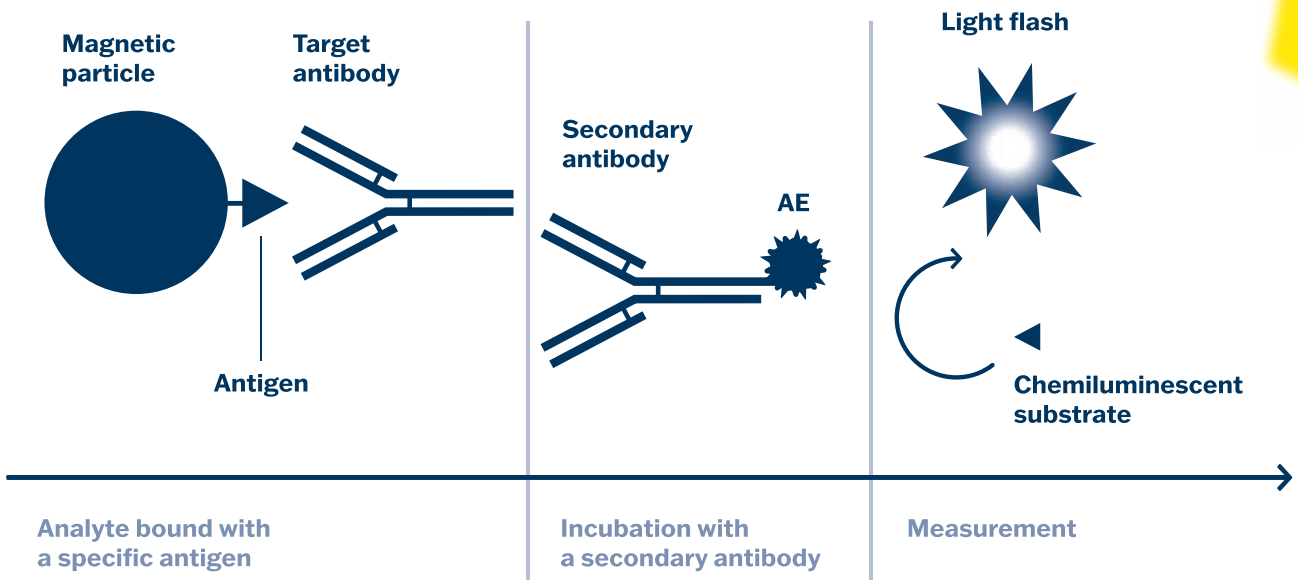 Magnetic
particle
Target
antibody
Antigen
Secondary
antibody
AE
Light flash
Chemiluminescent
substrate
Analyte bound with
a specific antigen
Incubation with
a secondary antibody
Measurement